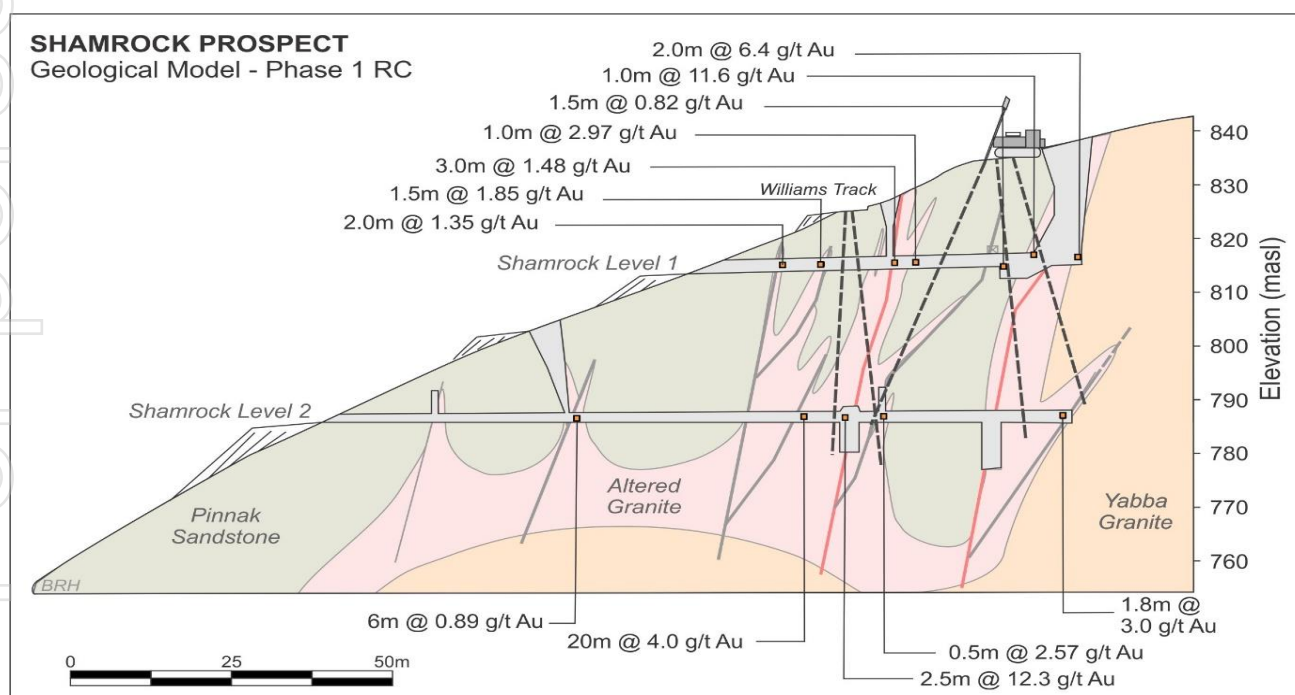 SHAMROCK PROSPECT
Geological Model - Phase 1 RC
2.0m @ 6.4 g/t Au
1.0m @ 11.6 g/t Au
1.5m @ 0.82 g/t Au
1.0m @ 2.97 g/t Au
3.0m @ 1.48 g/t Au
1.5m @ 1.85 g/t Au
2.0m @ 1.35 g/t Au
Williams Track
Shamrock Level 1
Shamrock Level 2
Pinnak
Sandstone
Altered
Granite
Yabba
Granite
BRH
840
830
820
810
800
790
780
770
760
Elevation (masl)
6m @ 0.89 g/t Au
20m @ 4.0 g/t Au
2.5m @ 12.3 g/t Au
0.5m @ 2.57 g/t Au
1.8m @
3.0 g/t Au
0
25
50m